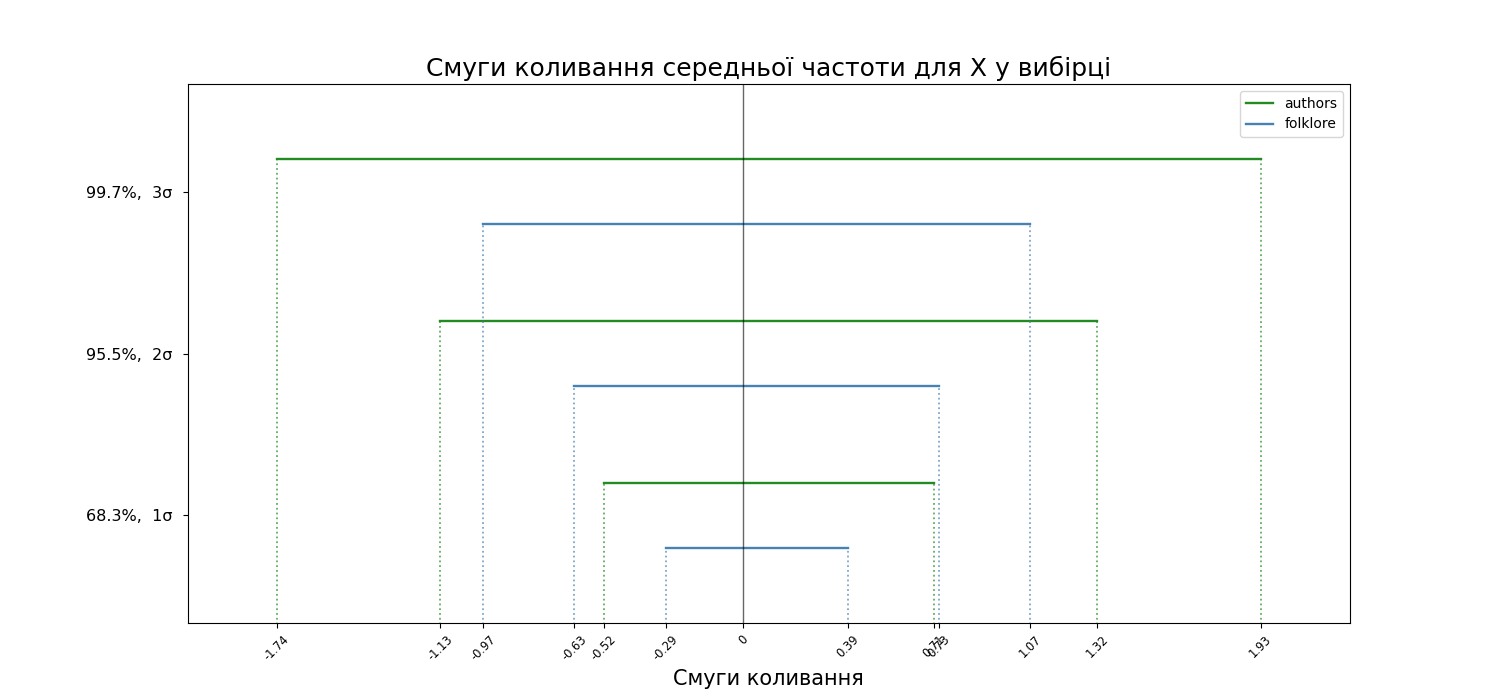 Смуги коливання середньої частоти для X у вибірці
authors
folklore
99.7%, 3σ
95.5%, 2σ
68.3%, 1σ
-1.74
-1.13
-0.97
-0.63
-0.52
-0.29
0
0.39
0.73
1.07
1.32
1.93
Смуги коливання